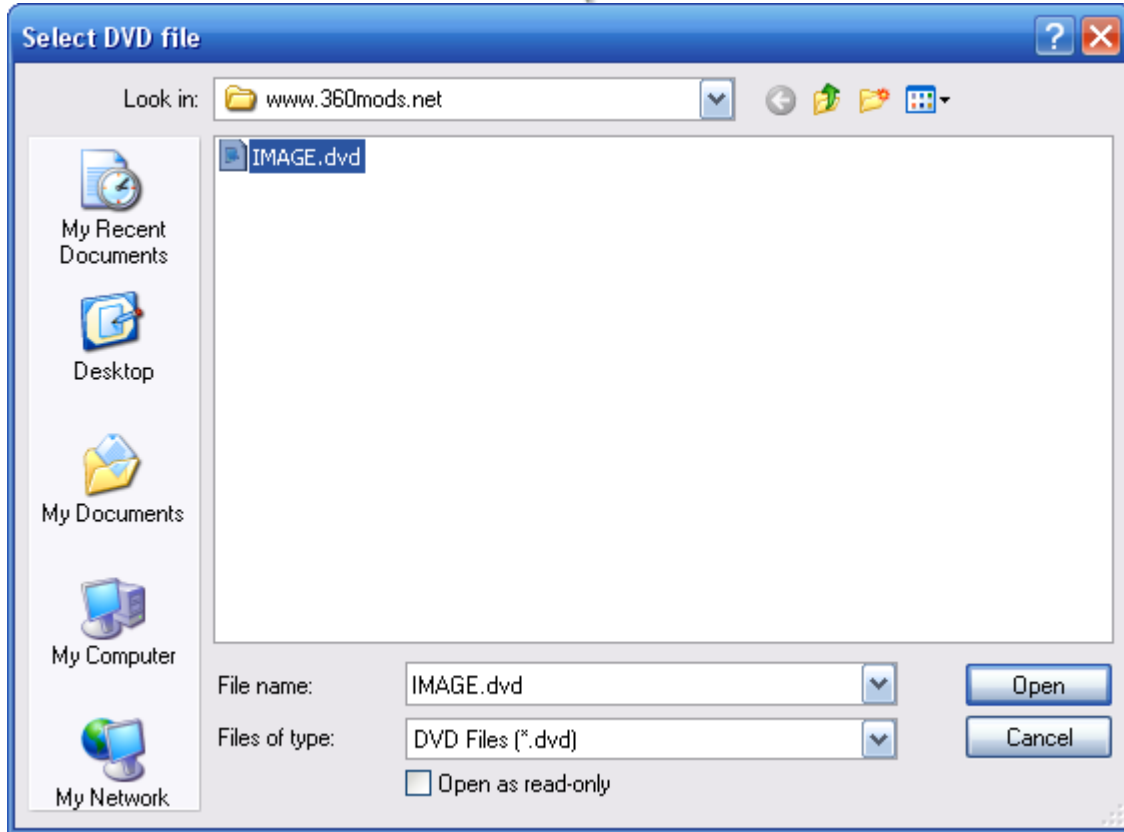 Select DVD file
Look in: www.360mods.net
IMAGE.dvd
My Recent
Documents
Desktop
My Documents
My Computer
My Network
File name: IMAGE.dvd Open
Files of type: DVD Files (*.dvd) Cancel
Open as read-only